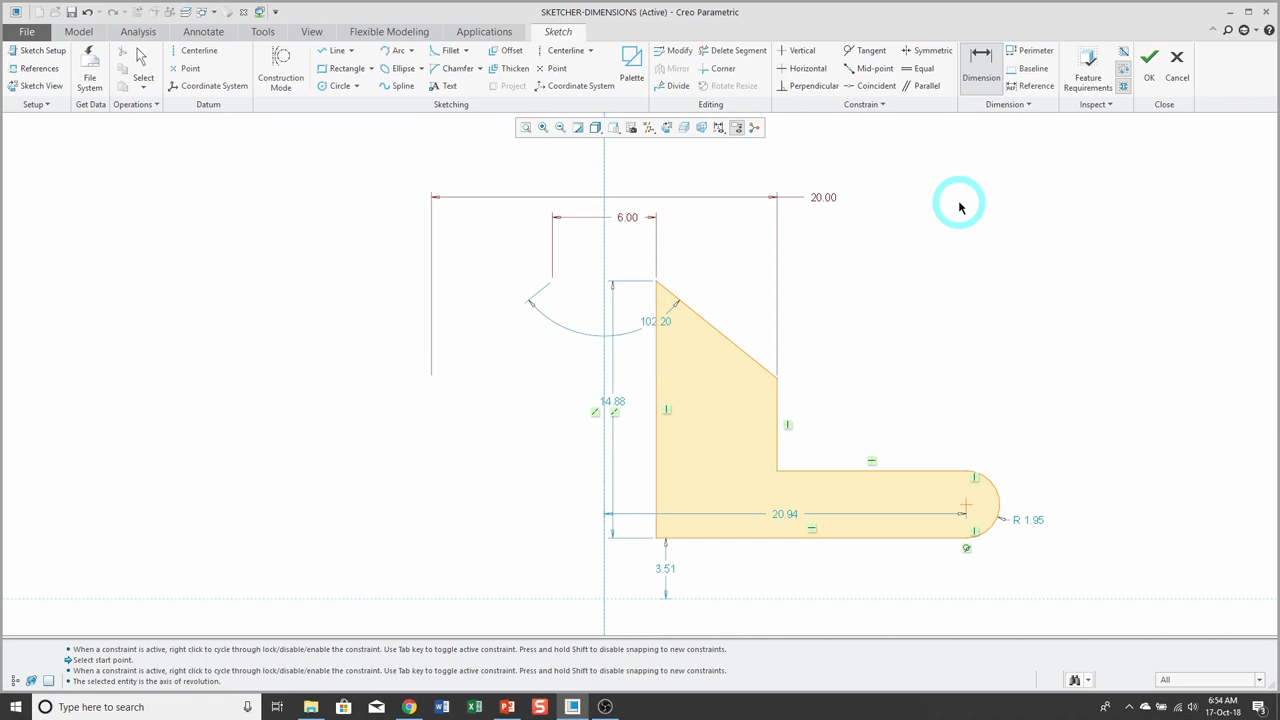 SKETCHER-DIMENSIONS (Active) - Creo Parametric
File Model Analysis Annotate Tools View Flexible Modeling Applications Sketch
Sketch Setup
References
Sketch View
Setup
File System
Get Data
Select
Operations
Centerline
Point
Coordinate System
Datum
Construction Mode
Line
Rectangle
Circle
Arc
Ellipse
Spline
Fillet
Chamfer
Text
Offset
Thicken
Project
Centerline
Point
Coordinate System
Palette
Sketching
Modify
Mirror
Divide
Delete Segment
Corner
Rotate Resize
Editing
Vertical
Horizontal
Perpendicular
Tangent
Mid-point
Coincident
Symmetric
Equal
Parallel
Constrain
Dimension
Perimeter
Baseline
Reference
Dimension
Feature Requirements
Inspect
OK
Cancel
Close
20.00
6.00
102.20
14.88
20.94
R 1.95
3.51
When a constraint is active, right click to cycle through lock/disable/enable the constraint. Use Tab key to toggle active constraint. Press and hold Shift to disable snapping to new constraints.
Select start point.
When a constraint is active, right click to cycle through lock/disable/enable the constraint. Use Tab key to toggle active constraint. Press and hold Shift to disable snapping to new constraints.
The selected entity is the axis of revolution.
All
Type here to search
6:54 AM
17-Oct-18